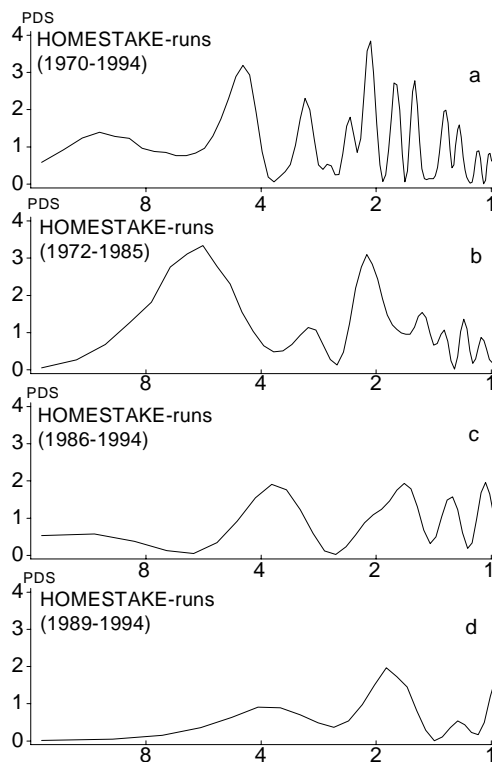 PDS
4
HOMESTAKE-runs
(1970-1994)
a
3
2
1
0
8 4 2 1
PDS
4
HOMESTAKE-runs
(1972-1985)
b
3
2
1
0
8 4 2 1
PDS
4
HOMESTAKE-runs
(1986-1994)
c
3
2
1
0
8 4 2 1
PDS
4
HOMESTAKE-runs
(1989-1994)
d
3
2
1
0
8 4 2 1